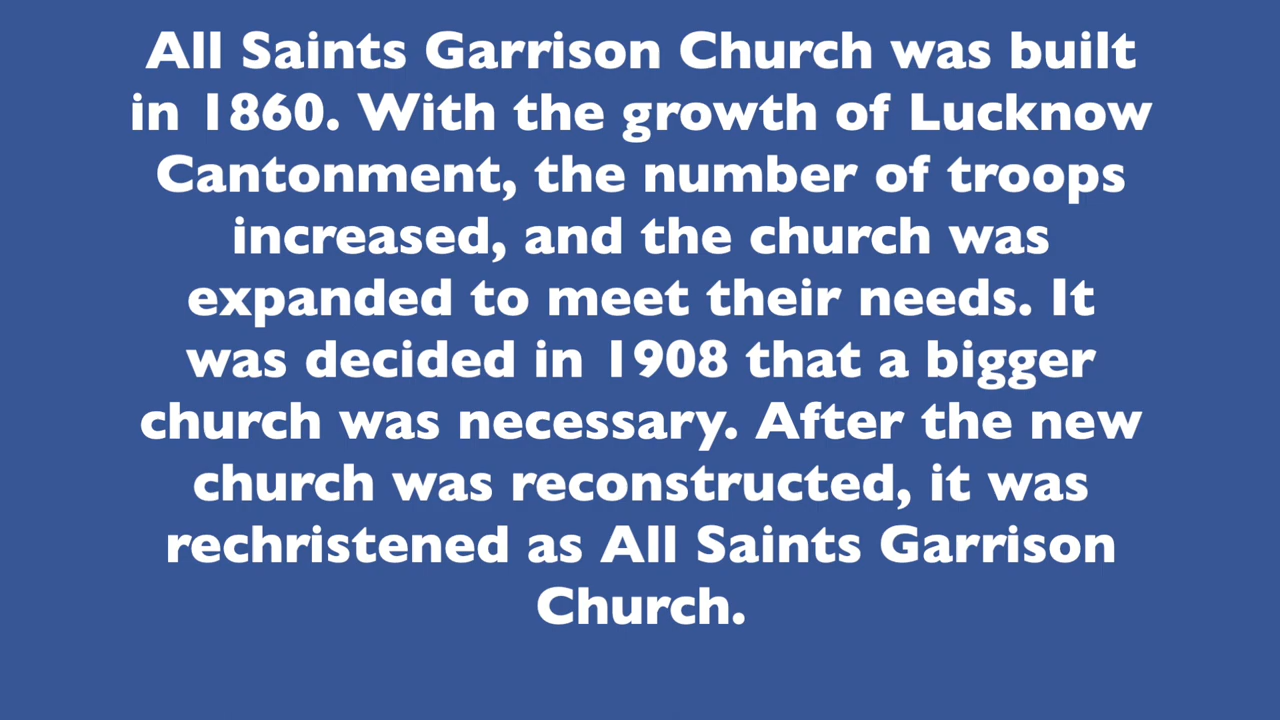 All Saints Garrison Church was built
in 1860. With the growth of Lucknow
Cantonment, the number of troops
increased, and the church was
expanded to meet their needs. It
was decided in 1908 that a bigger
church was necessary. After the new
church was reconstructed, it was
rechristened as All Saints Garrison
Church.